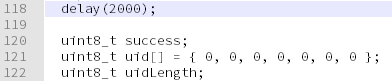 118 delay(2000);
119
120 uint8_t success;
121 uint8_t uid[] = { 0, 0, 0, 0, 0, 0, 0 };
122 uint8_t uidLength;